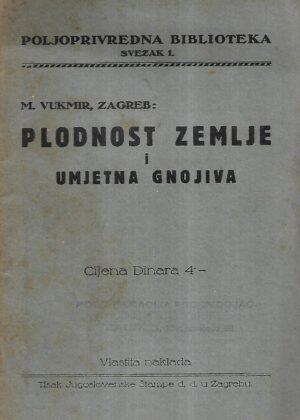 POLJOPRIVREDNA BIBLIOTEKA
SVEZAK 1.
M. VUKMIR, ZAGREB:
PLODNOST ZEMLJE
i
UMJETNA GNOJIVA
Cijena Dinara 4-
Vlastita naklada
Tisak Jugoslovenske Štampe d. d. u Zagrebu.